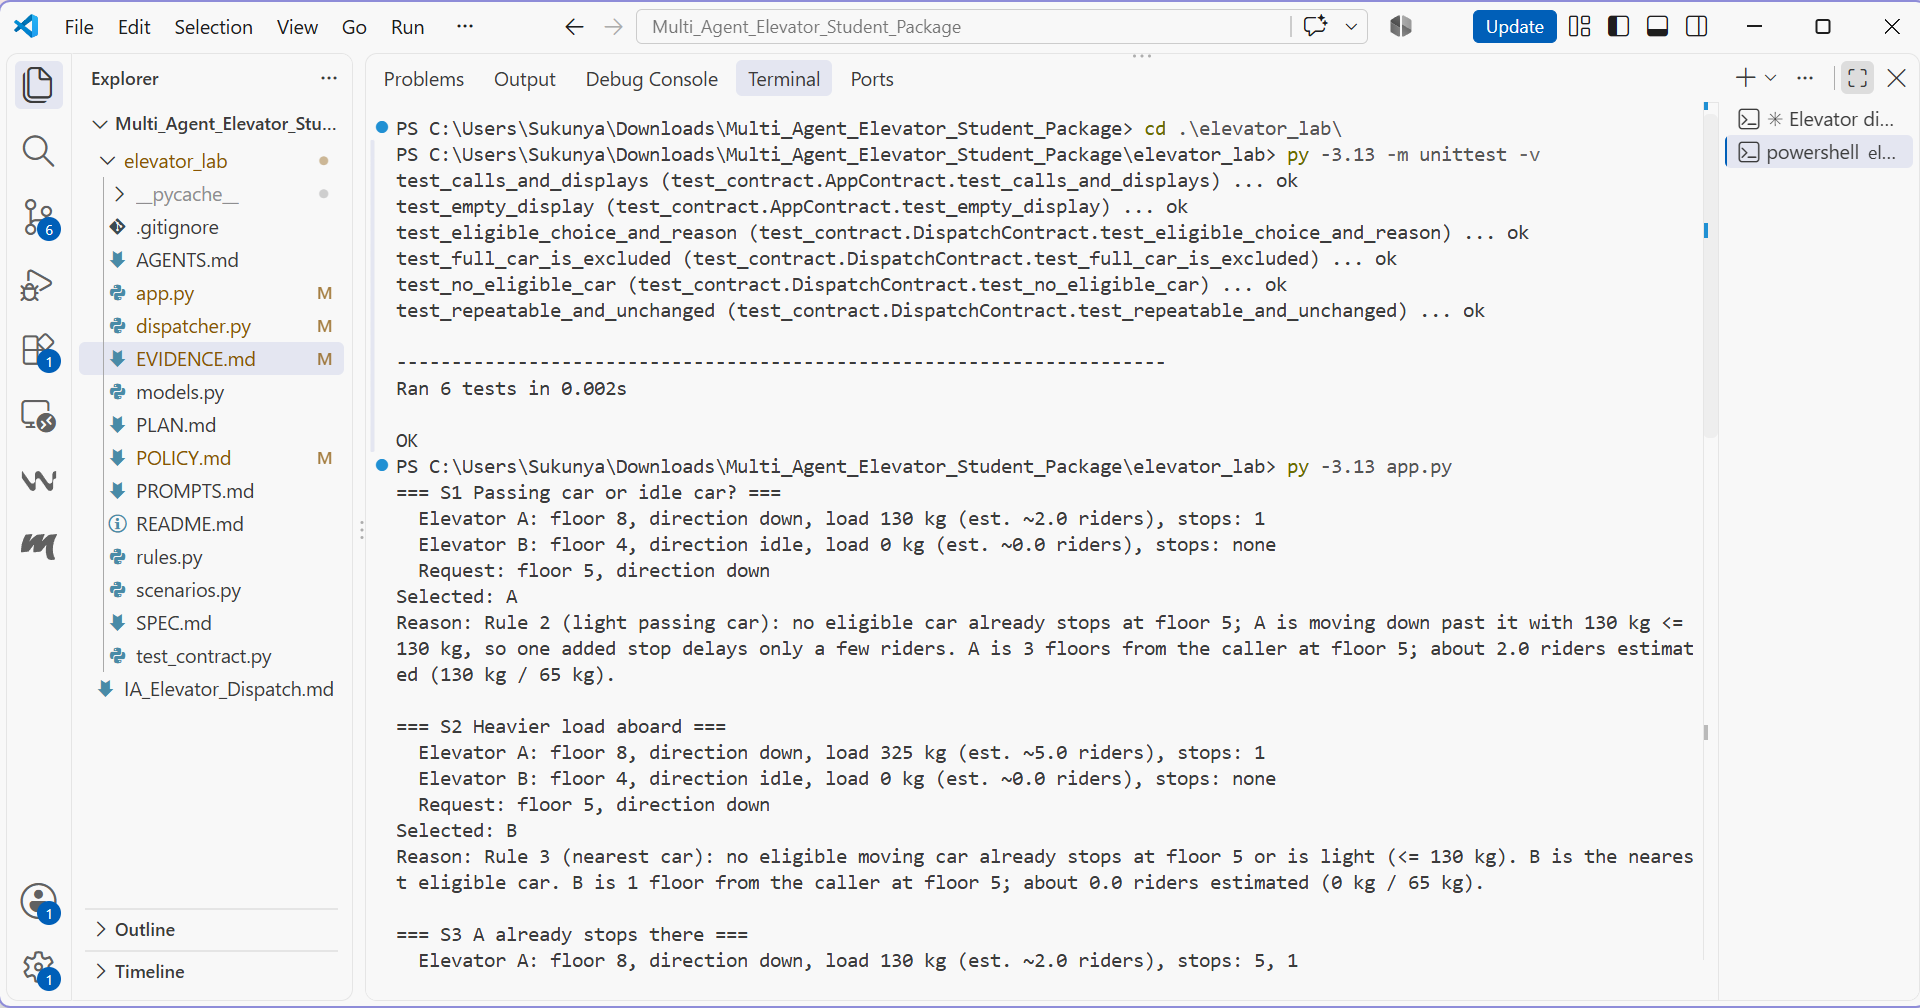 File Edit Selection View Go Run ···
Multi_Agent_Elevator_Student_Package
Update
Explorer
Multi_Agent_Elevator_Stu...
elevator_lab
__pycache__
.gitignore
AGENTS.md
app.py M
dispatcher.py M
EVIDENCE.md M
models.py
PLAN.md
POLICY.md M
PROMPTS.md
README.md
rules.py
scenarios.py
SPEC.md
test_contract.py
IA_Elevator_Dispatch.md
Outline
Timeline
6
1
1
1
Problems Output Debug Console Terminal Ports
PS C:\Users\Sukunya\Downloads\Multi_Agent_Elevator_Student_Package> cd .\elevator_lab\
PS C:\Users\Sukunya\Downloads\Multi_Agent_Elevator_Student_Package\elevator_lab> py -3.13 -m unittest -v
test_calls_and_displays (test_contract.AppContract.test_calls_and_displays) ... ok
test_empty_display (test_contract.AppContract.test_empty_display) ... ok
test_eligible_choice_and_reason (test_contract.DispatchContract.test_eligible_choice_and_reason) ... ok
test_full_car_is_excluded (test_contract.DispatchContract.test_full_car_is_excluded) ... ok
test_no_eligible_car (test_contract.DispatchContract.test_no_eligible_car) ... ok
test_repeatable_and_unchanged (test_contract.DispatchContract.test_repeatable_and_unchanged) ... ok
----------------------------------------------------------------------
Ran 6 tests in 0.002s
OK
PS C:\Users\Sukunya\Downloads\Multi_Agent_Elevator_Student_Package\elevator_lab> py -3.13 app.py
=== S1 Passing car or idle car? ===
Elevator A: floor 8, direction down, load 130 kg (est. ~2.0 riders), stops: 1
Elevator B: floor 4, direction idle, load 0 kg (est. ~0.0 riders), stops: none
Request: floor 5, direction down
Selected: A
Reason: Rule 2 (light passing car): no eligible car already stops at floor 5; A is moving down past it with 130 kg <=
130 kg, so one added stop delays only a few riders. A is 3 floors from the caller at floor 5; about 2.0 riders estimat
ed (130 kg / 65 kg).
=== S2 Heavier load aboard ===
Elevator A: floor 8, direction down, load 325 kg (est. ~5.0 riders), stops: 1
Elevator B: floor 4, direction idle, load 0 kg (est. ~0.0 riders), stops: none
Request: floor 5, direction down
Selected: B
Reason: Rule 3 (nearest car): no eligible moving car already stops at floor 5 or is light (<= 130 kg). B is the neares
t eligible car. B is 1 floor from the caller at floor 5; about 0.0 riders estimated (0 kg / 65 kg).
=== S3 A already stops there ===
Elevator A: floor 8, direction down, load 130 kg (est. ~2.0 riders), stops: 5, 1
Elevator di...
powershell el...